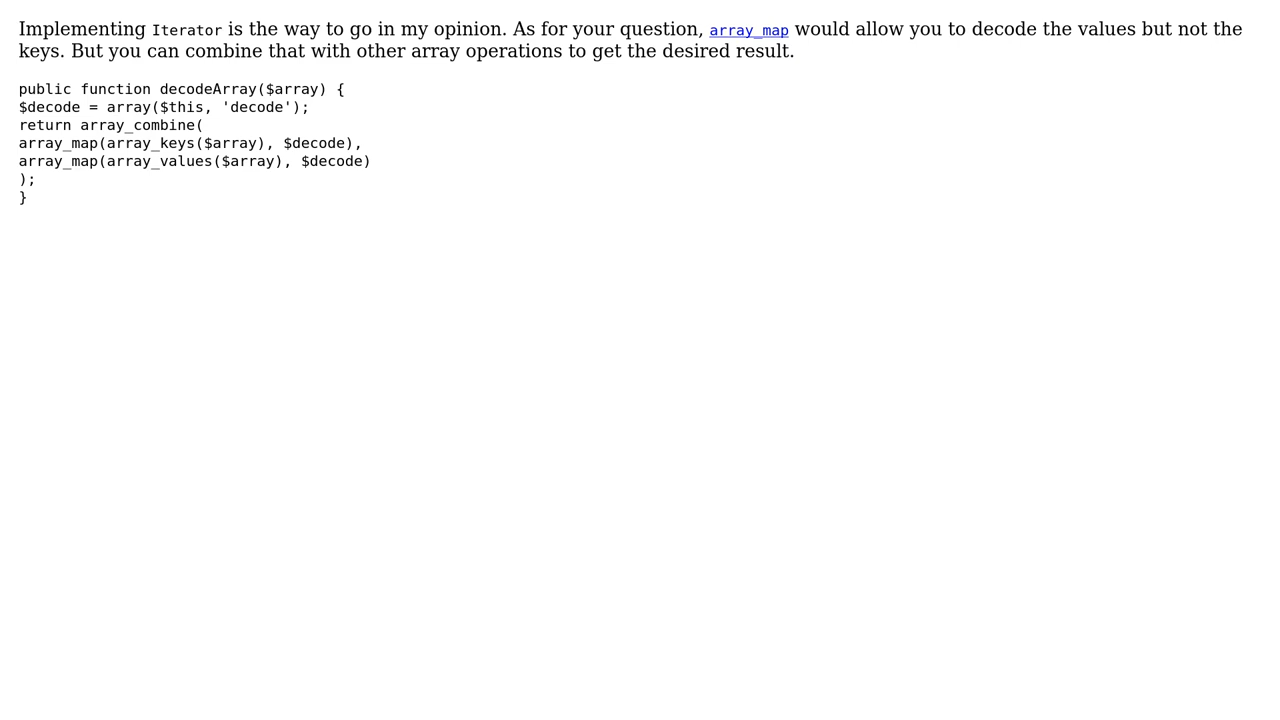 Implementing Iterator is the way to go in my opinion. As for your question, array_map would allow you to decode the values but not the
keys. But you can combine that with other array operations to get the desired result.
public function decodeArray($array) {
$decode = array($this, 'decode');
return array_combine(
array_map(array_keys($array), $decode),
array_map(array_values($array), $decode)
);
}